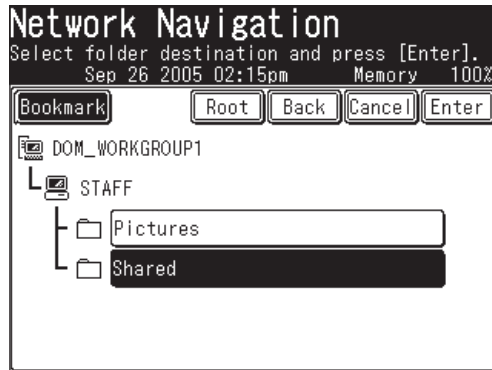 Network Navigation
Select folder destination and press [Enter].
Sep 26 2005 02:15pm Memory 100%
Bookmark Root Back Cancel Enter
DOM_WORKGROUP1
STAFF
Pictures
Shared